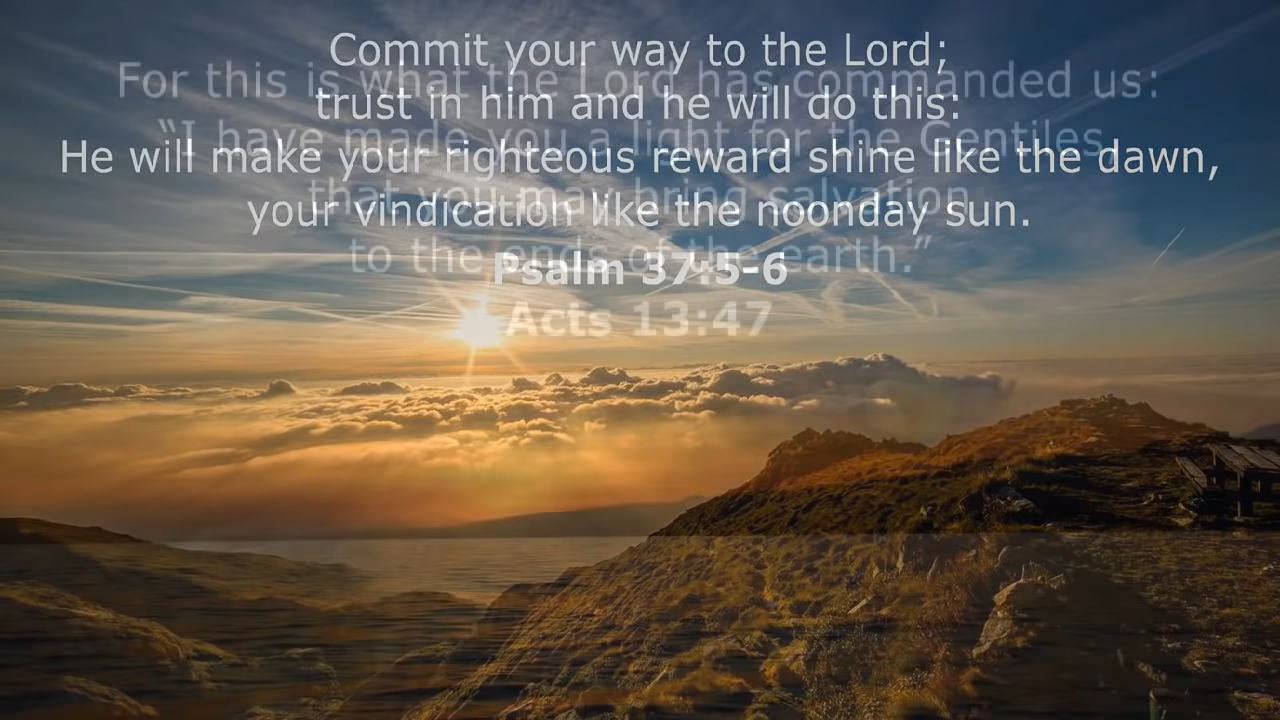 Commit your way to the Lord;
trust in him and he will do this:
He will make your righteous reward shine like the dawn,
your vindication like the noonday sun.
Psalm 37:5-6
For this is what the Lord has commanded us:
“I have made you a light for the Gentiles,
that you may bring salvation
to the ends of the earth.”
Acts 13:47